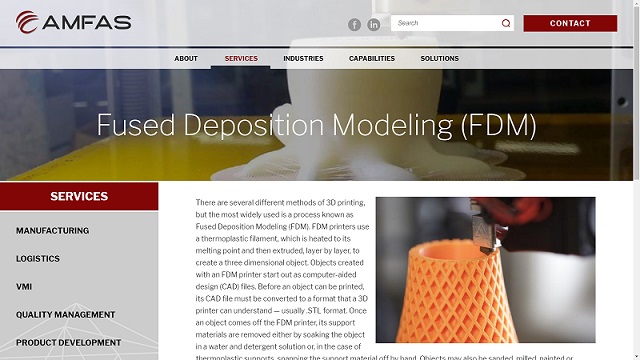 AMFAS
Search
CONTACT
ABOUT
SERVICES
INDUSTRIES
CAPABILITIES
SOLUTIONS
Fused Deposition Modeling (FDM)
SERVICES
MANUFACTURING
LOGISTICS
VMI
QUALITY MANAGEMENT
PRODUCT DEVELOPMENT
There are several different methods of 3D printing,
but the most widely used is a process known as
Fused Deposition Modeling (FDM). FDM printers use
a thermoplastic filament, which is heated to its
melting point and then extruded, layer by layer, to
create a three dimensional object. Objects created
with an FDM printer start out as computer-aided
design (CAD) files. Before an object can be printed,
its CAD file must be converted to a format that a 3D
printer can understand — usually .STL format. Once
an object comes off the FDM printer, its support
materials are removed either by soaking the object
in a water and detergent solution or, in the case of
thermoplastic supports, snapping the support material off by hand. Objects may also be sanded, milled, painted or